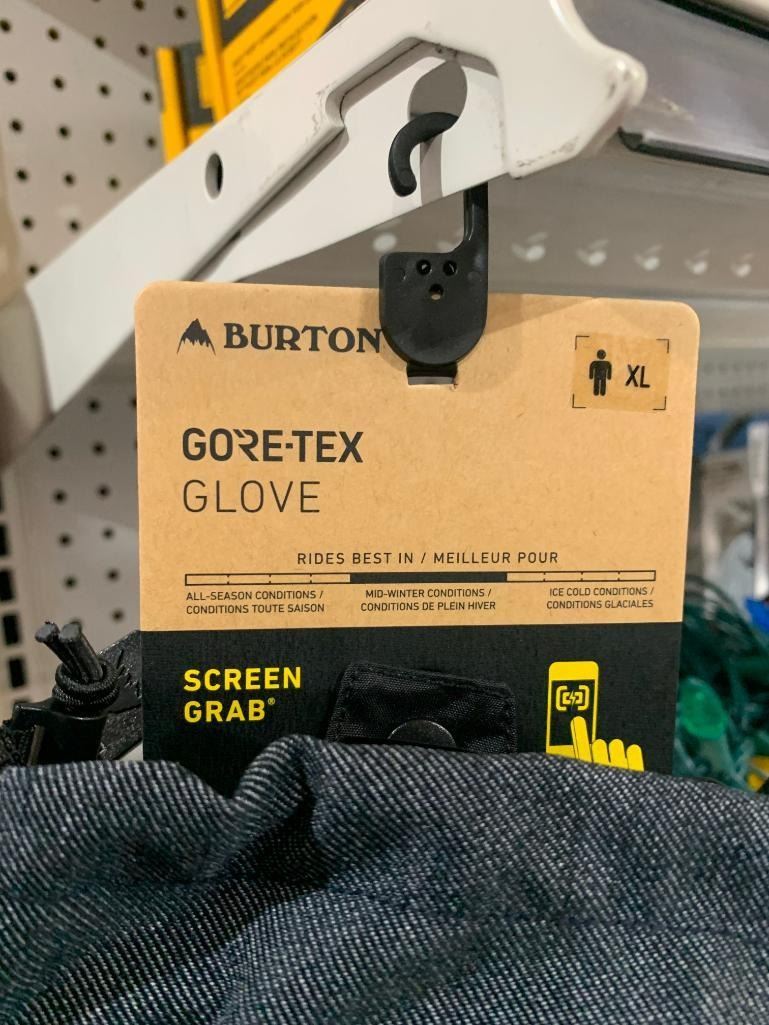 BURTON
XL
GORE-TEX
GLOVE
RIDES BEST IN / MEILLEUR POUR
ALL-SEASON CONDITIONS /
CONDITIONS TOUTE SAISON
MID-WINTER CONDITIONS /
CONDITIONS DE PLEIN HIVER
ICE COLD CONDITIONS /
CONDITIONS GLACIALES
SCREEN
GRAB®